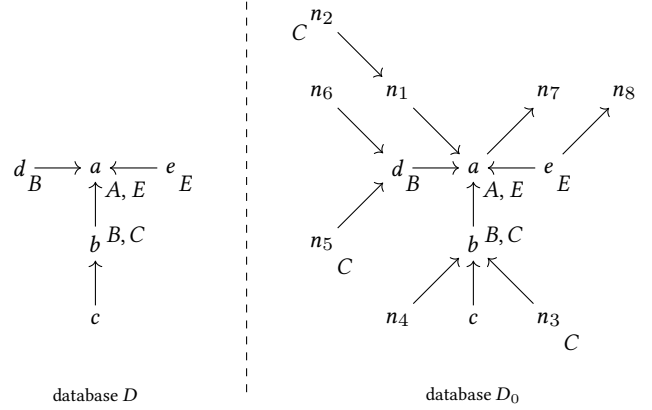 n₂
C
n₆ n₁ n₇ n₈
d B a A, E e E
d B a A, E e E
b B, C
b B, C
n₅
C
c
n₄ c n₃
C
database D
database D₀